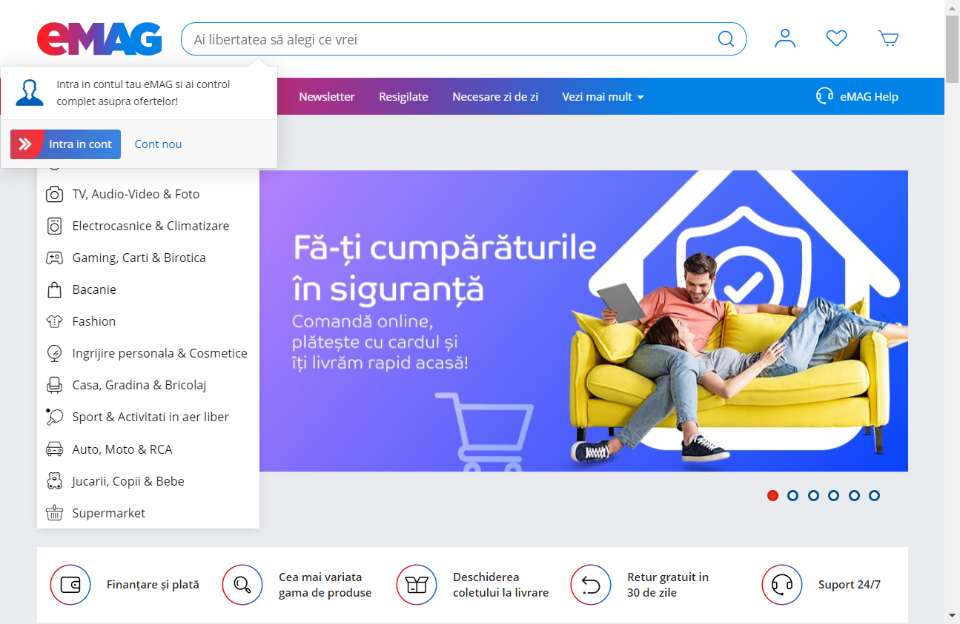 eMAG
Ai libertatea să alegi ce vrei
Intra in contul tau eMAG si ai control
complet asupra ofertelor!
Intra in cont
Cont nou
Newsletter
Resigilate
Necesare zi de zi
Vezi mai mult
eMAG Help
TV, Audio-Video & Foto
Electrocasnice & Climatizare
Gaming, Carti & Birotica
Bacanie
Fashion
Ingrijire personala & Cosmetice
Casa, Gradina & Bricolaj
Sport & Activitati in aer liber
Auto, Moto & RCA
Jucarii, Copii & Bebe
Supermarket
Fă-ți cumpărăturile
în siguranță
Comandă online,
plătește cu cardul și
îți livrăm rapid acasă!
Finanțare și plată
Cea mai variata
gama de produse
Deschiderea
coletului la livrare
Retur gratuit in
30 de zile
Suport 24/7